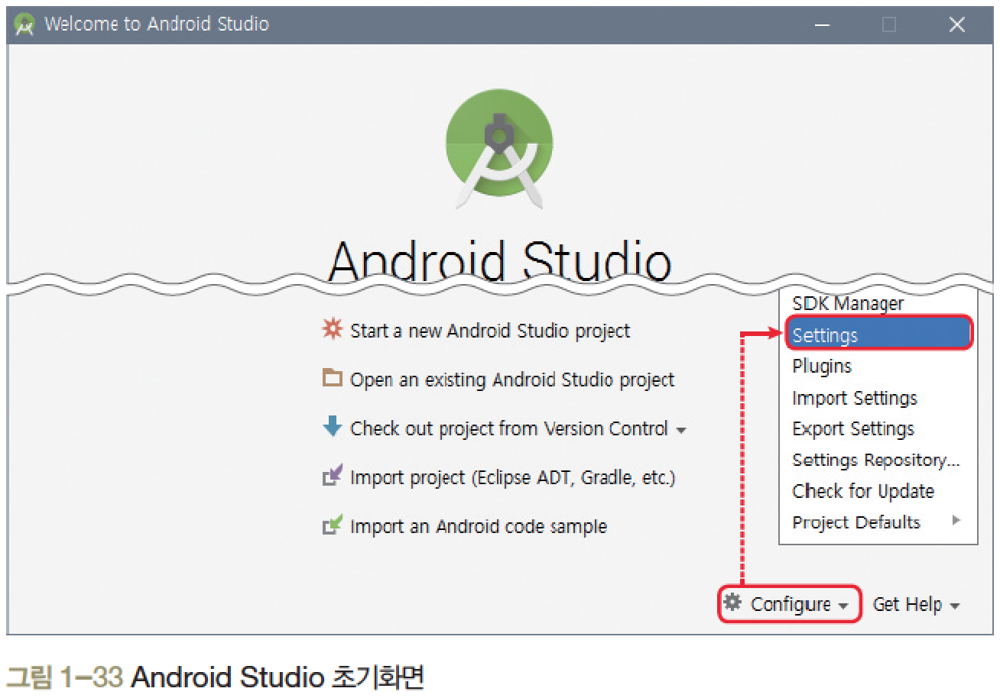 Welcome to Android Studio
Android Studio
SDK Manager
Start a new Android Studio project
Settings
Open an existing Android Studio project
Plugins
Import Settings
Check out project from Version Control
Export Settings
Settings Repository...
Import project (Eclipse ADT, Gradle, etc.)
Check for Update
Import an Android code sample
Project Defaults
Configure
Get Help
그림 1-33 Android Studio 초기화면